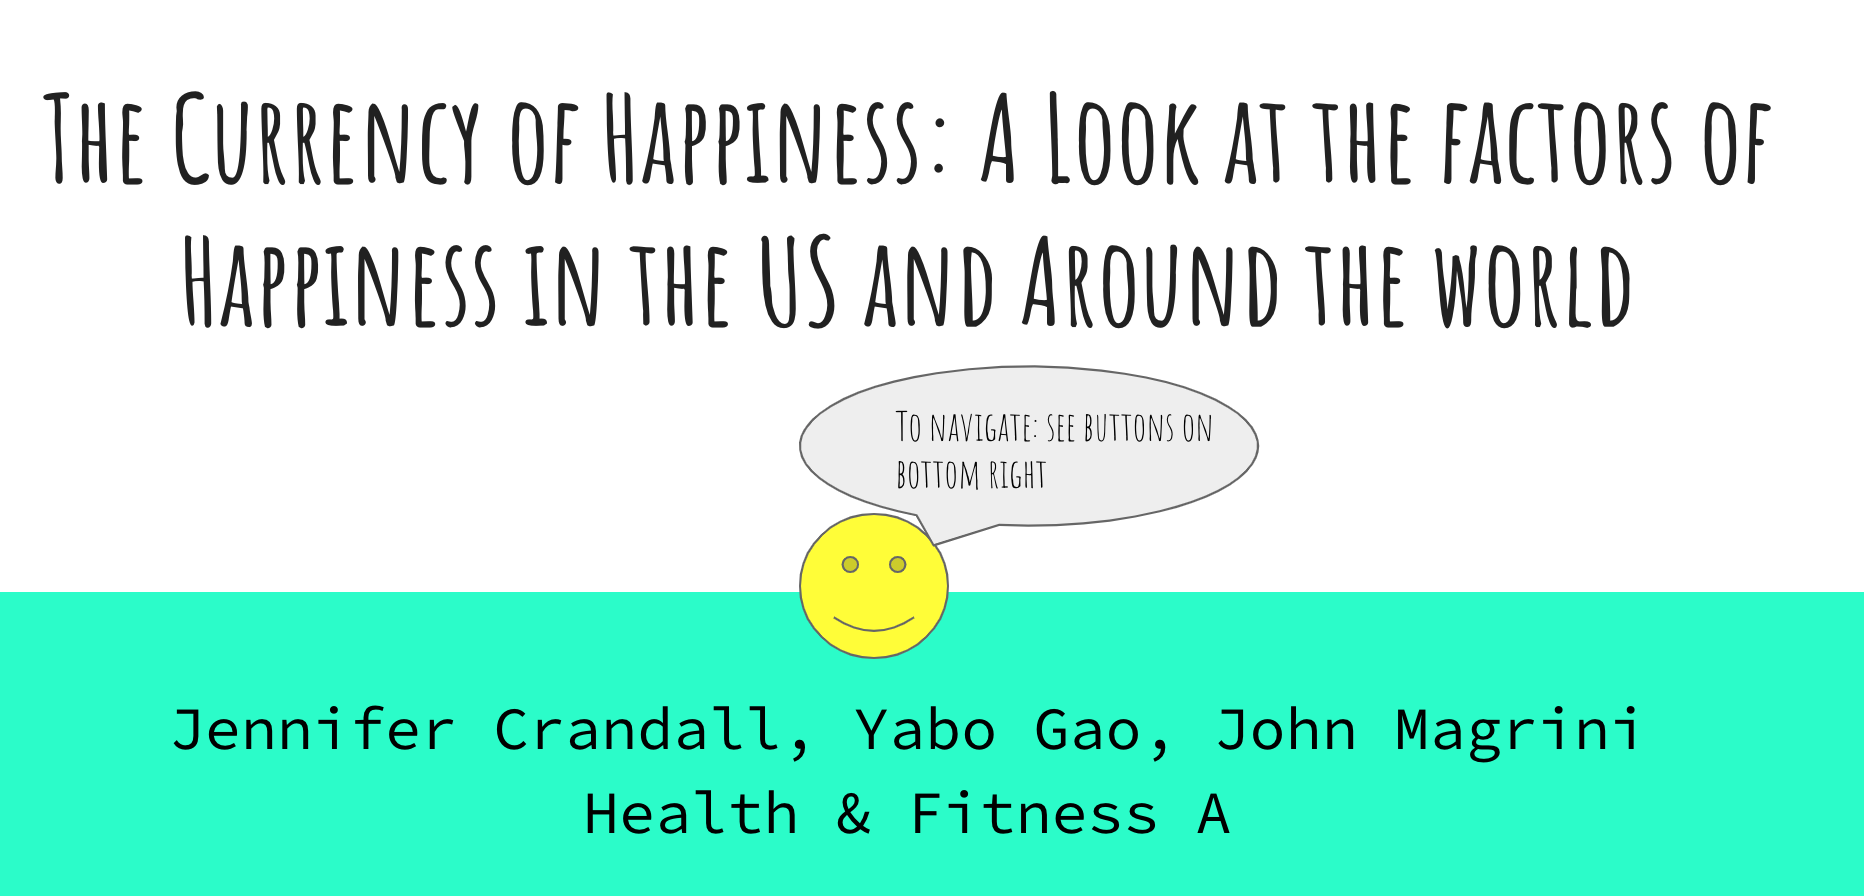 The Currency of Happiness: A Look at the factors of
Happiness in the US and Around the world
To navigate: see buttons on
bottom right
Jennifer Crandall, Yabo Gao, John Magrini
Health & Fitness A